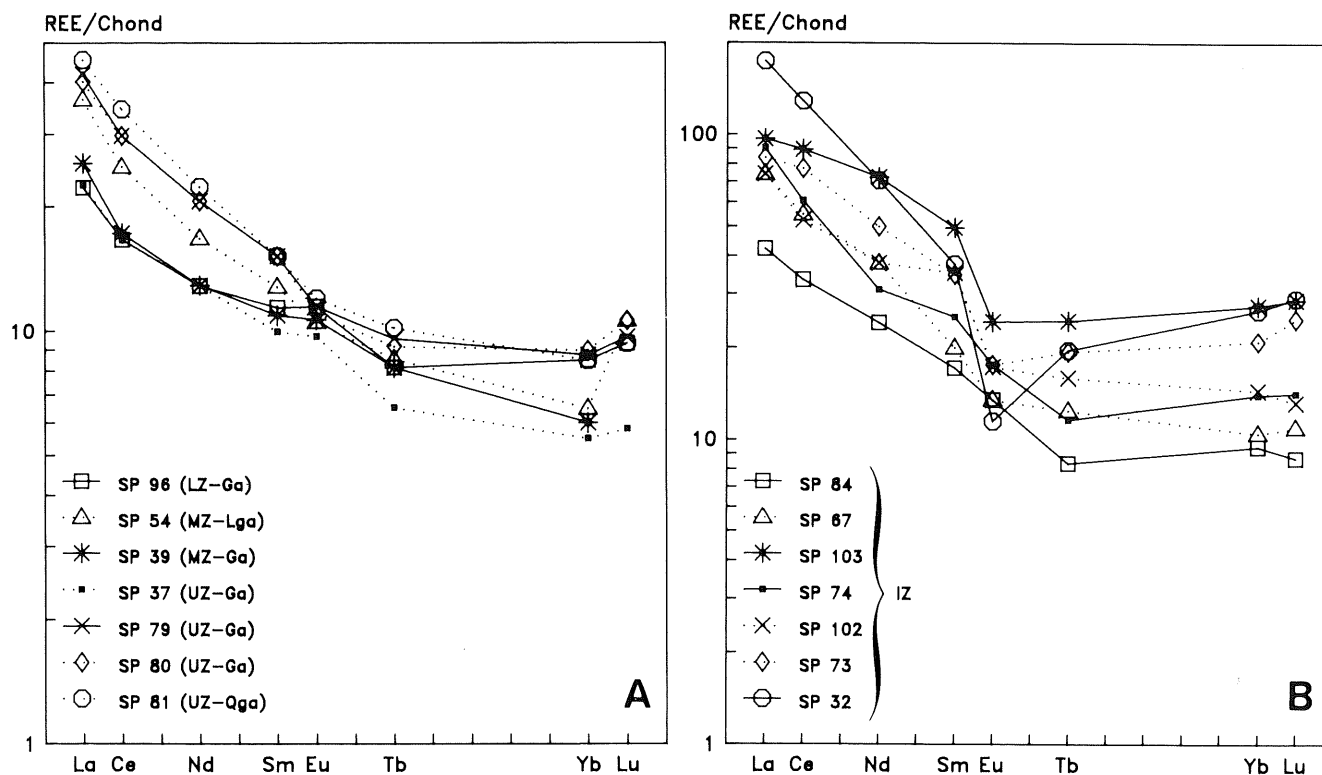 REE/Chond
10
1
SP 96 (LZ-Ga)
SP 54 (MZ-Lga)
SP 39 (MZ-Ga)
SP 37 (UZ-Ga)
SP 79 (UZ-Ga)
SP 80 (UZ-Ga)
SP 81 (UZ-Qga)
A
La Ce Nd Sm Eu Tb Yb Lu
REE/Chond
100
10
1
SP 84
SP 67
SP 103
SP 74
SP 102
SP 73
SP 32
IZ
B
La Ce Nd Sm Eu Tb Yb Lu